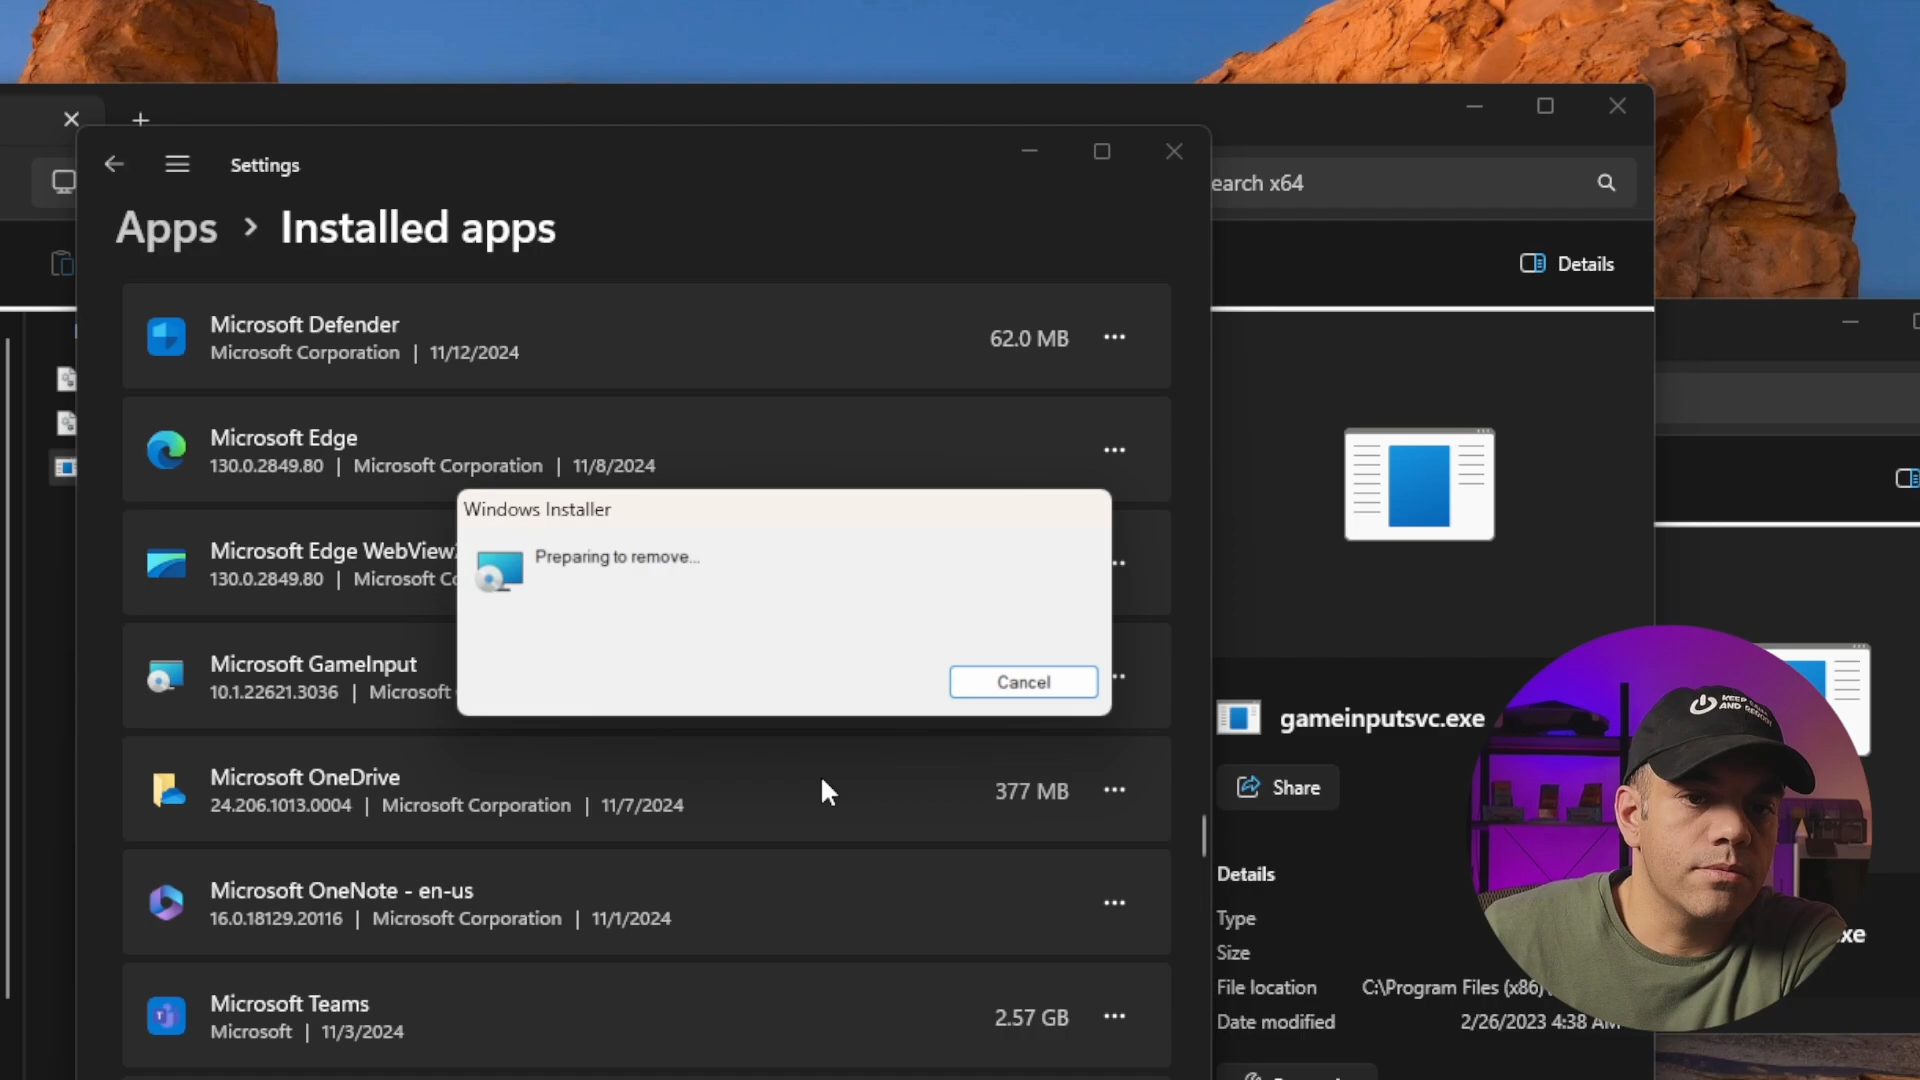 Settings
Apps > Installed apps
Microsoft Defender
Microsoft Corporation | 11/12/2024
62.0 MB
Microsoft Edge
130.0.2849.80 | Microsoft Corporation | 11/8/2024
Microsoft Edge WebView
130.0.2849.80 | Microsoft Co
Microsoft GameInput
10.1.22621.3036 | Microsoft
Microsoft OneDrive
24.206.1013.0004 | Microsoft Corporation | 11/7/2024
377 MB
Microsoft OneNote - en-us
16.0.18129.20116 | Microsoft Corporation | 11/1/2024
Microsoft Teams
Microsoft | 11/3/2024
2.57 GB
Windows Installer
Preparing to remove...
Cancel
earch x64
Details
gameinputsvc.exe
Share
Details
Type
Size
File location C:\Program Files (x86)
Date modified 2/26/2023 4:38 AM
AND REBOOT
xe